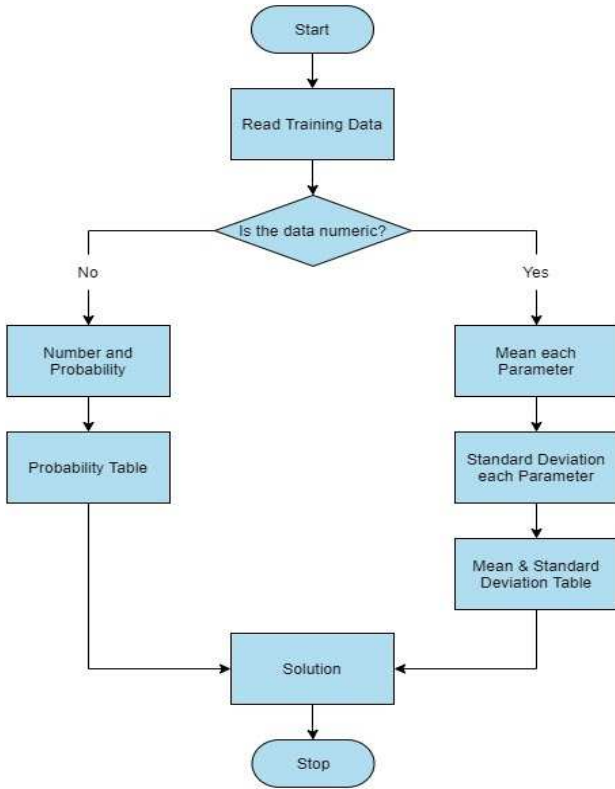 Start
Read Training Data
Is the data numeric?
No
Yes
Number and
Probability
Mean each
Parameter
Probability Table
Standard Deviation
each Parameter
Mean & Standard
Deviation Table
Solution
Stop